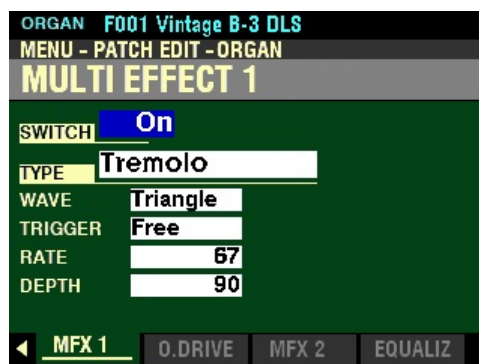 ORGAN F001 Vintage B-3 DLS
MENU - PATCH EDIT - ORGAN
MULTI EFFECT 1
SWITCH On
TYPE Tremolo
WAVE Triangle
TRIGGER Free
RATE 67
DEPTH 90
MFX 1 O.DRIVE MFX 2 EQUALIZ